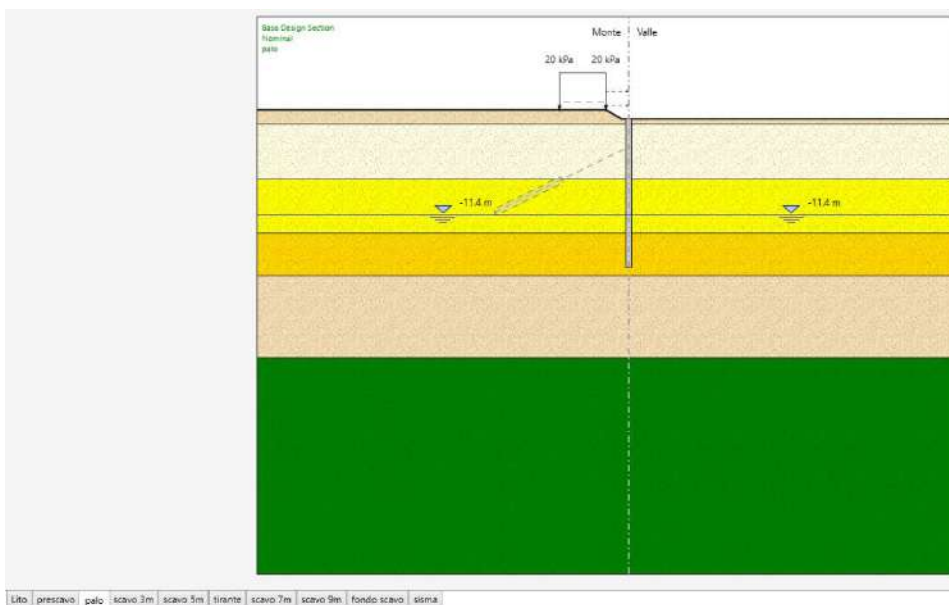 Base Design Section
Nominal
palo
Monte Valle
20 kPa 20 kPa
-11.4 m -11.4 m
Lito prescavo palo scavo 3m scavo 5m tirante scavo 7m scavo 9m fondo scavo sisma